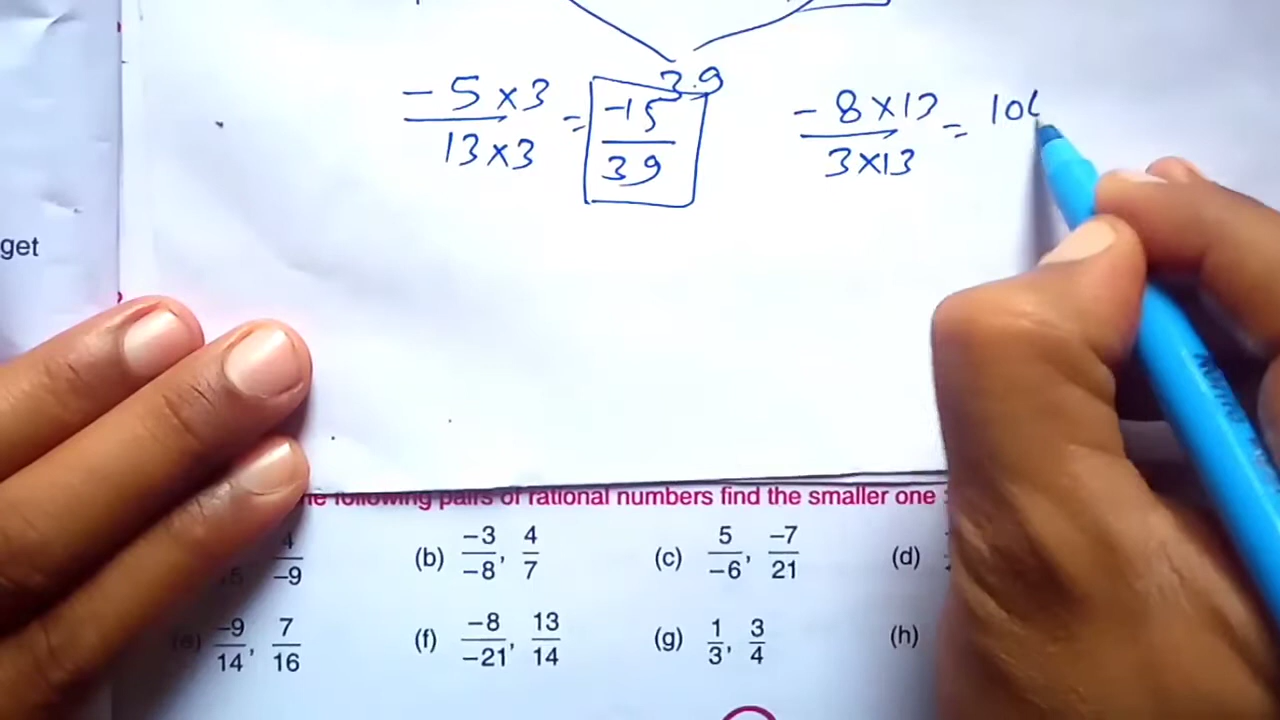 3.9
-5×3/13×3 = -15/39
-8×13/3×13 = 10
get
following pairs of rational numbers find the smaller one :
4/-9 (b) -3/-8, 4/7 (c) 5/-6, -7/21 (d)
-9/14, 7/16 (f) -8/-21, 13/14 (g) 1/3, 3/4 (h)